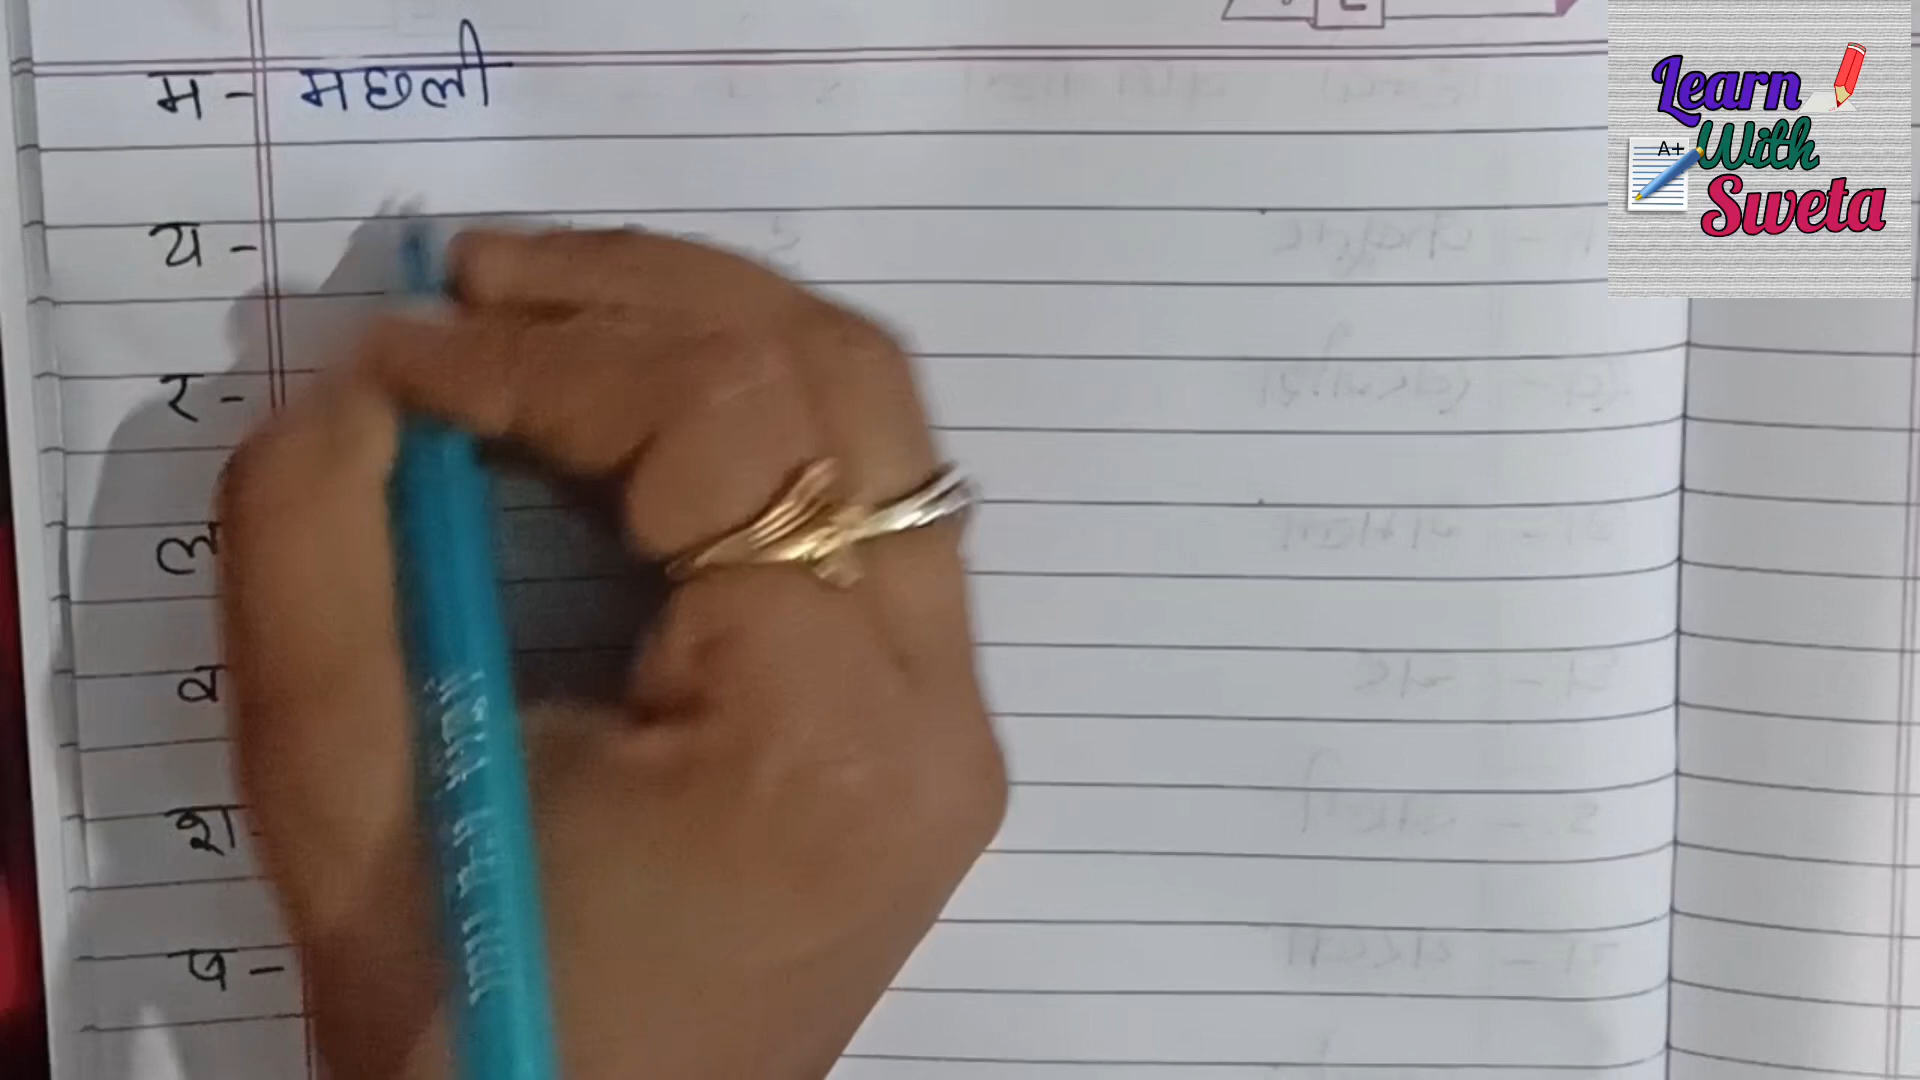 म - मछली
य -
र -
ल
व
श
ष -
Learn
With
Sweta
A+